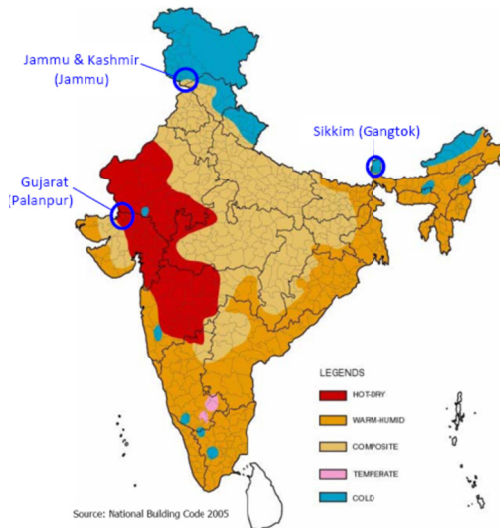 Jammu & Kashmir
(Jammu)
Sikkim (Gangtok)
Gujarat
(Palanpur)
LEGENDS
HOT-DRY
WARM-HUMID
COMPOSITE
TEMPERATE
COLD
Source: National Building Code 2005